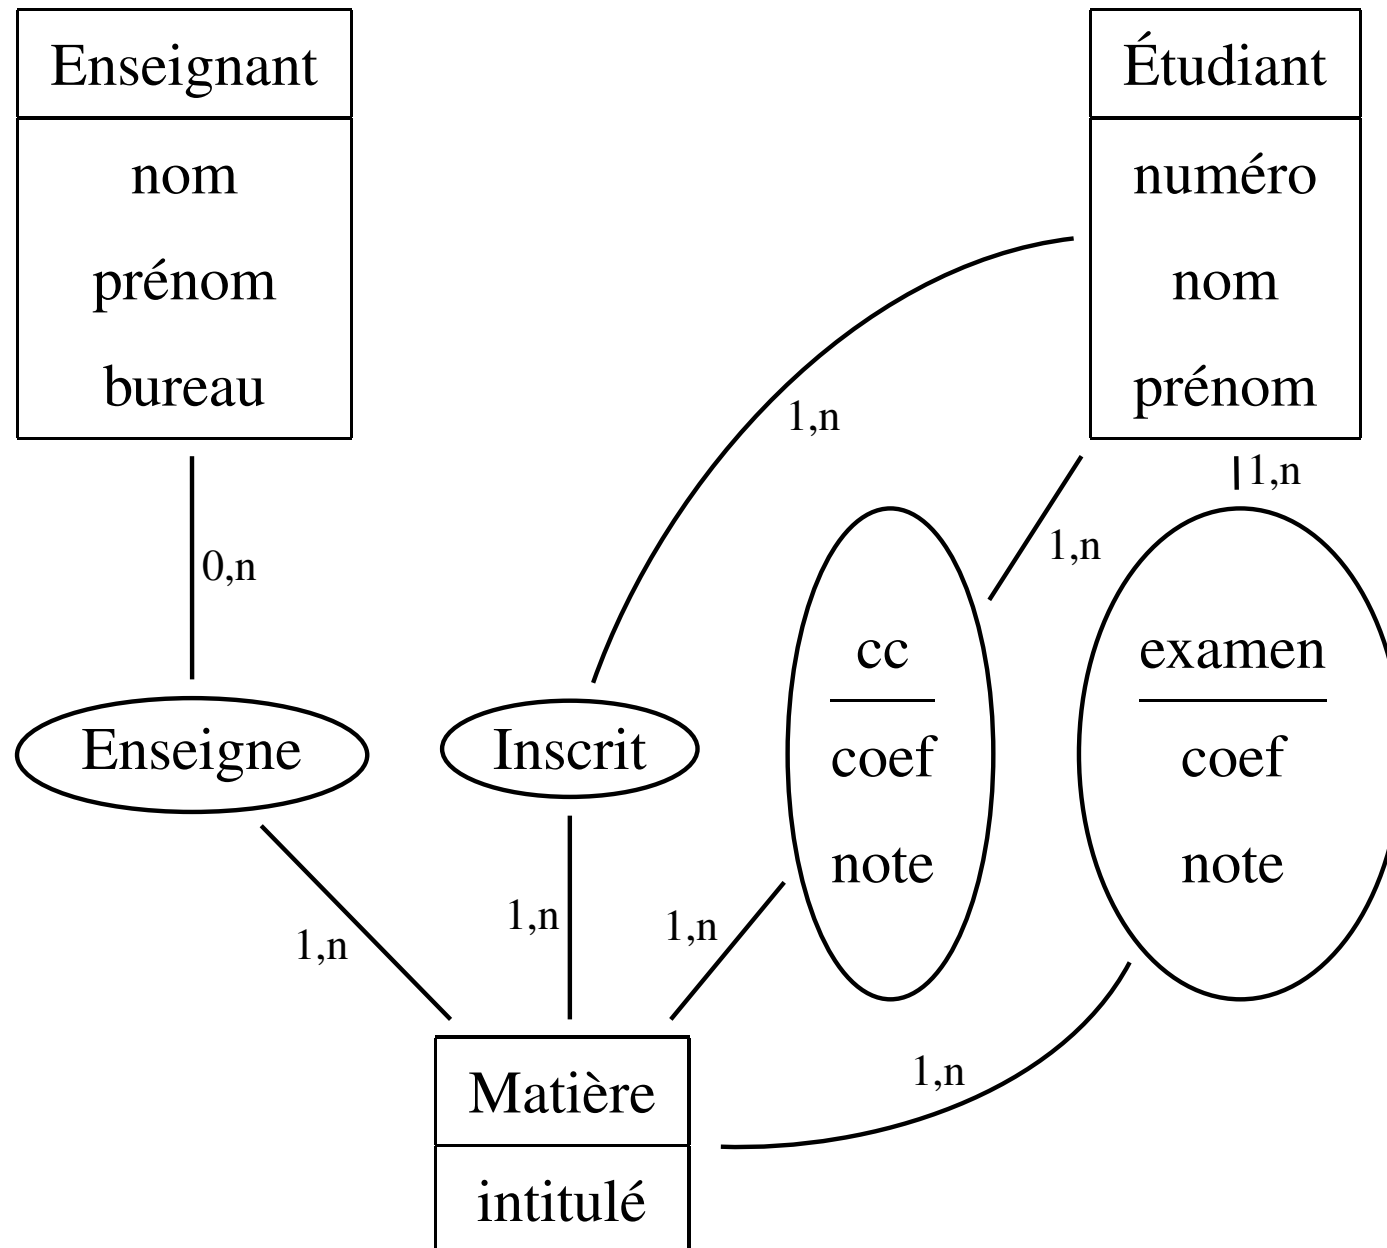 Enseignant
nom
prénom
bureau
Étudiant
numéro
nom
prénom
1,n
1,n
1,n
0,n
Enseigne
Inscrit
cc
coef
note
examen
coef
note
1,n
1,n
1,n
1,n
Matière
intitulé